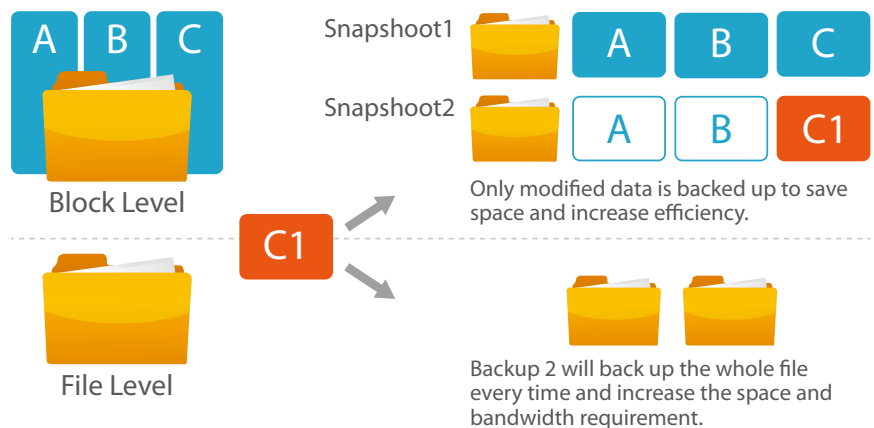 A B C
Block Level
Snapshoot1
A B C
Snapshoot2
A B C1
Only modified data is backed up to save
space and increase efficiency.
C1
File Level
Backup 2 will back up the whole file
every time and increase the space and
bandwidth requirement.